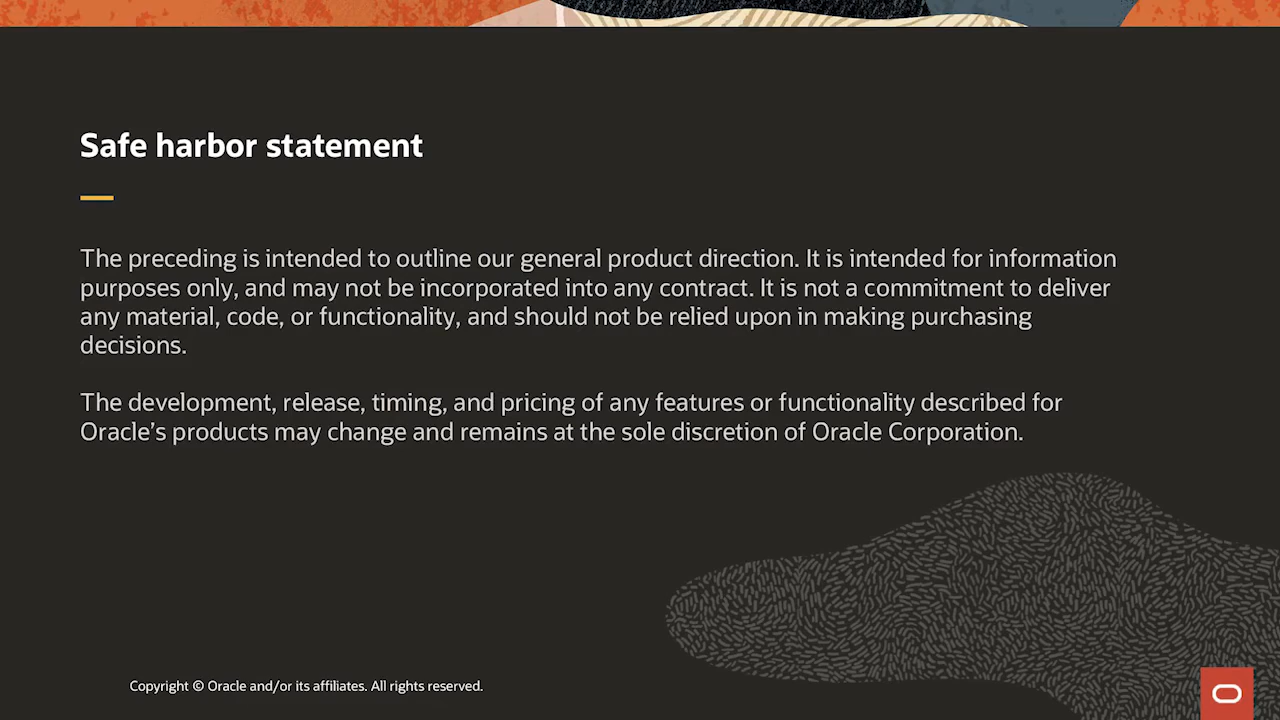 Safe harbor statement
The preceding is intended to outline our general product direction. It is intended for information
purposes only, and may not be incorporated into any contract. It is not a commitment to deliver
any material, code, or functionality, and should not be relied upon in making purchasing
decisions.
The development, release, timing, and pricing of any features or functionality described for
Oracle’s products may change and remains at the sole discretion of Oracle Corporation.
Copyright © Oracle and/or its affiliates. All rights reserved.